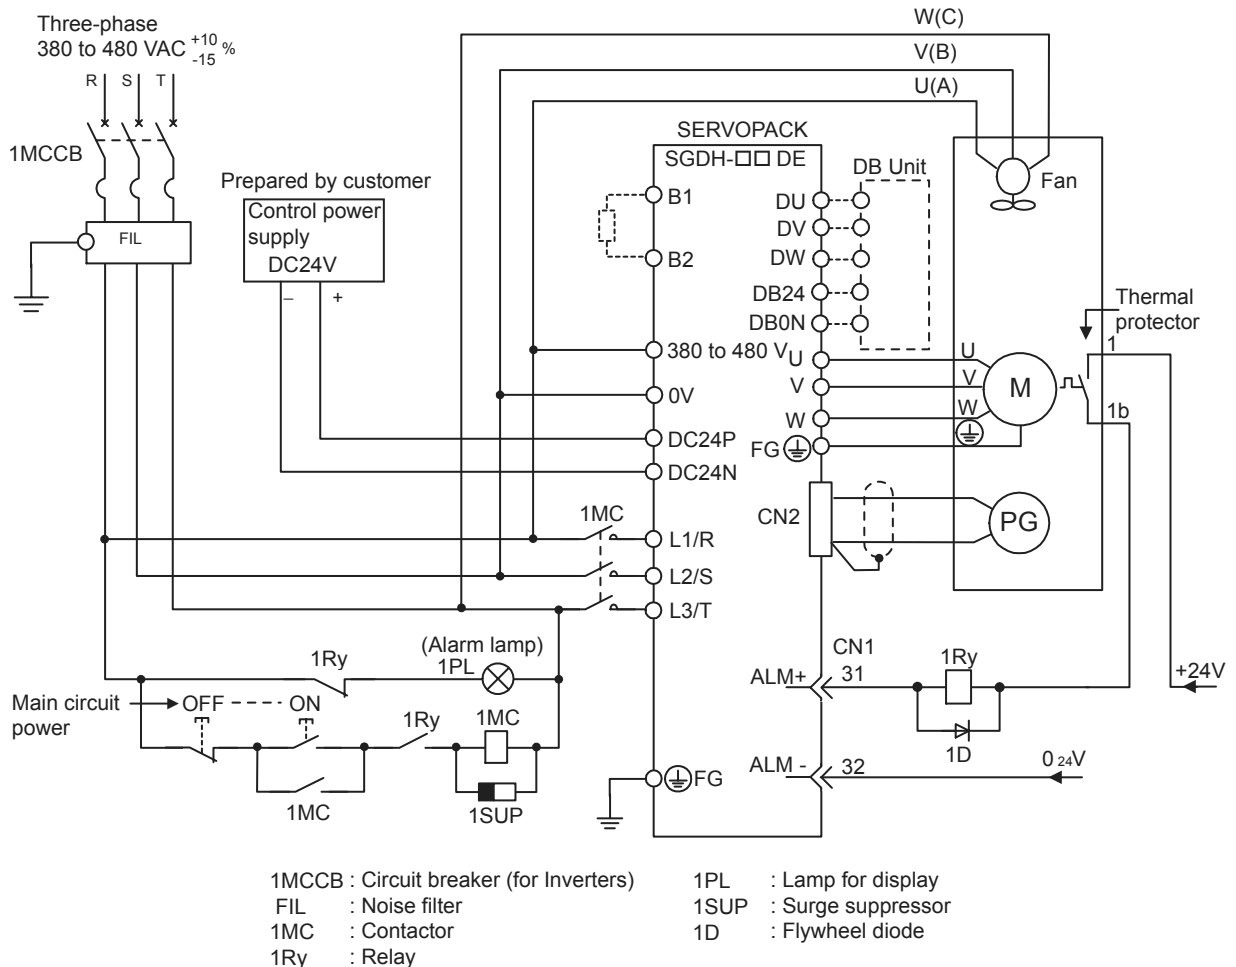 Three-phase
380 to 480 VAC +10 -15 %
R S T
1MCCB
FIL
Prepared by customer
Control power
supply
DC24V
– +
W(C)
V(B)
U(A)
SERVOPACK
SGDH-□□ DE
DB Unit
Fan
B1
B2
DU
DV
DW
DB24
DB0N
380 to 480 V
0V
DC24P
DC24N
U
V
W
FG
U
V
W
M
Thermal
protector
1
1b
CN2
PG
1MC
L1/R
L2/S
L3/T
(Alarm lamp)
1Ry
1PL
Main circuit
power
OFF
ON
1Ry
1MC
1MC
1SUP
FG
CN1
ALM+
31
1Ry
+24V
1D
ALM -
32
0 24V
1MCCB : Circuit breaker (for Inverters)
FIL : Noise filter
1MC : Contactor
1Ry : Relay
1PL : Lamp for display
1SUP : Surge suppressor
1D : Flywheel diode